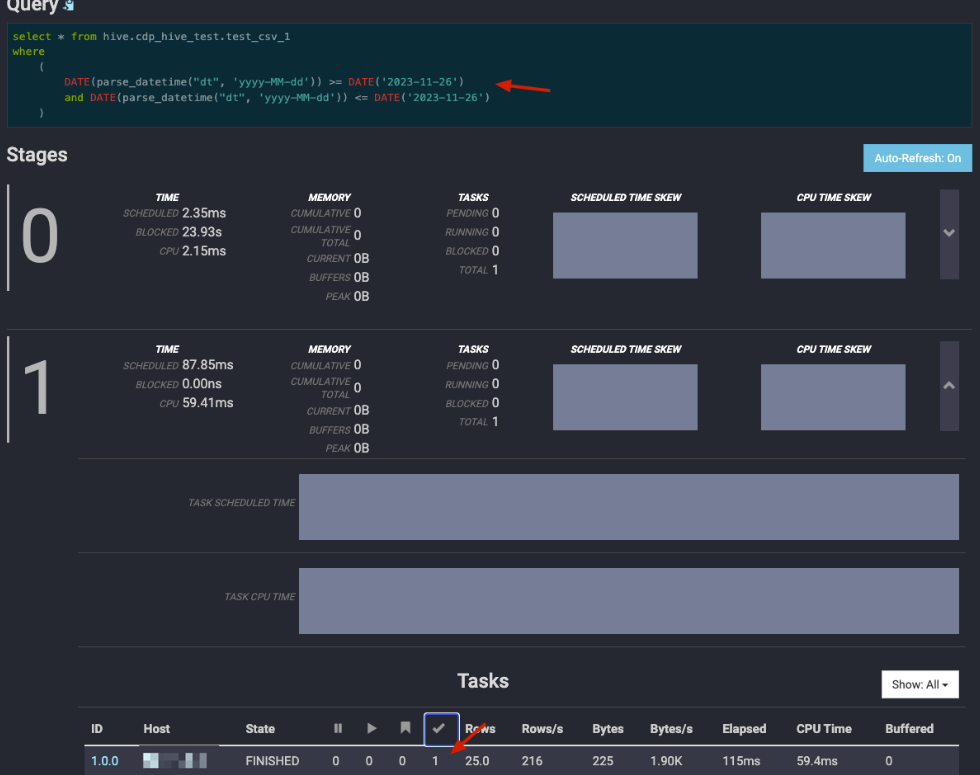 Query
select * from hive.cdp_hive_test.test_csv_1
where
(
DATE(parse_datetime("dt", 'yyyy-MM-dd')) >= DATE('2023-11-26')
and DATE(parse_datetime("dt", 'yyyy-MM-dd')) <= DATE('2023-11-26')
)
Stages
Auto-Refresh: On
0
TIME
SCHEDULED 2.35ms
BLOCKED 23.93s
CPU 2.15ms
MEMORY
CUMULATIVE 0
CUMULATIVE TOTAL 0
CURRENT 0B
BUFFERS 0B
PEAK 0B
TASKS
PENDING 0
RUNNING 0
BLOCKED 0
TOTAL 1
SCHEDULED TIME SKEW
CPU TIME SKEW
1
TIME
SCHEDULED 87.85ms
BLOCKED 0.00ns
CPU 59.41ms
MEMORY
CUMULATIVE 0
CUMULATIVE TOTAL 0
CURRENT 0B
BUFFERS 0B
PEAK 0B
TASKS
PENDING 0
RUNNING 0
BLOCKED 0
TOTAL 1
SCHEDULED TIME SKEW
CPU TIME SKEW
TASK SCHEDULED TIME
TASK CPU TIME
Tasks
Show: All
ID Host State Rows Rows/s Bytes Bytes/s Elapsed CPU Time Buffered
1.0.0 FINISHED 0 0 0 1 25.0 216 225 1.90K 115ms 59.4ms 0